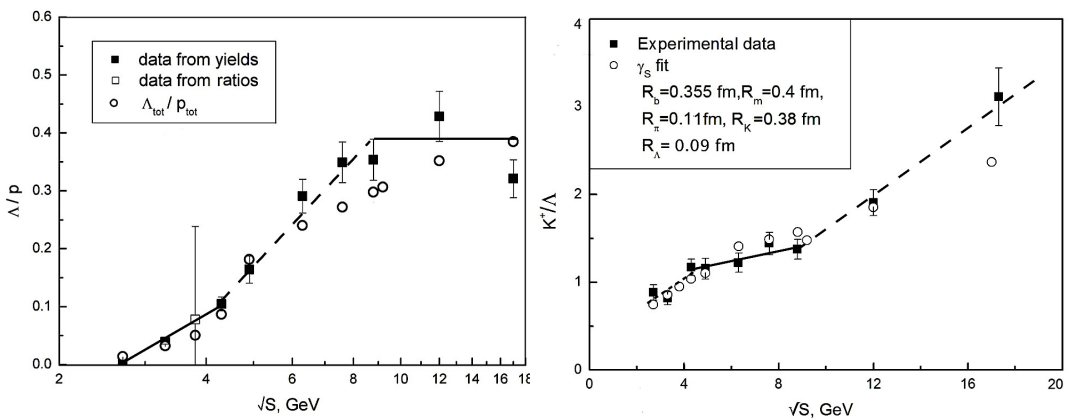 0.6
0.5
0.4
0.3
0.2
0.1
0.0
Λ / p
data from yields
data from ratios
Λtot / ptot
2
4
6
8
10
12
14
16
√S, GeV
K⁺/Λ
4
3
2
1
0
Experimental data
γS fit
Rb=0.355 fm,Rm=0.4 fm,
Rπ=0.11fm, RK=0.38 fm
RΛ= 0.09 fm
0
4
8
12
16
20
√S, GeV